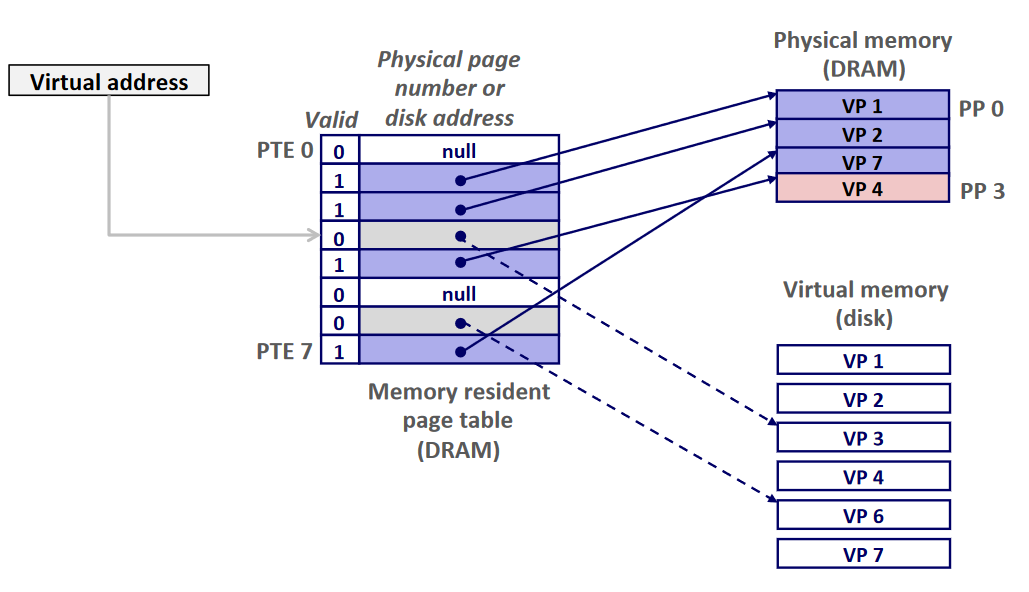 Virtual address
Physical page
number or
disk address
Valid
PTE 0
0
null
1
1
0
1
0
null
0
PTE 7
1
Memory resident
page table
(DRAM)
Physical memory
(DRAM)
VP 1
PP 0
VP 2
VP 7
VP 4
PP 3
Virtual memory
(disk)
VP 1
VP 2
VP 3
VP 4
VP 6
VP 7